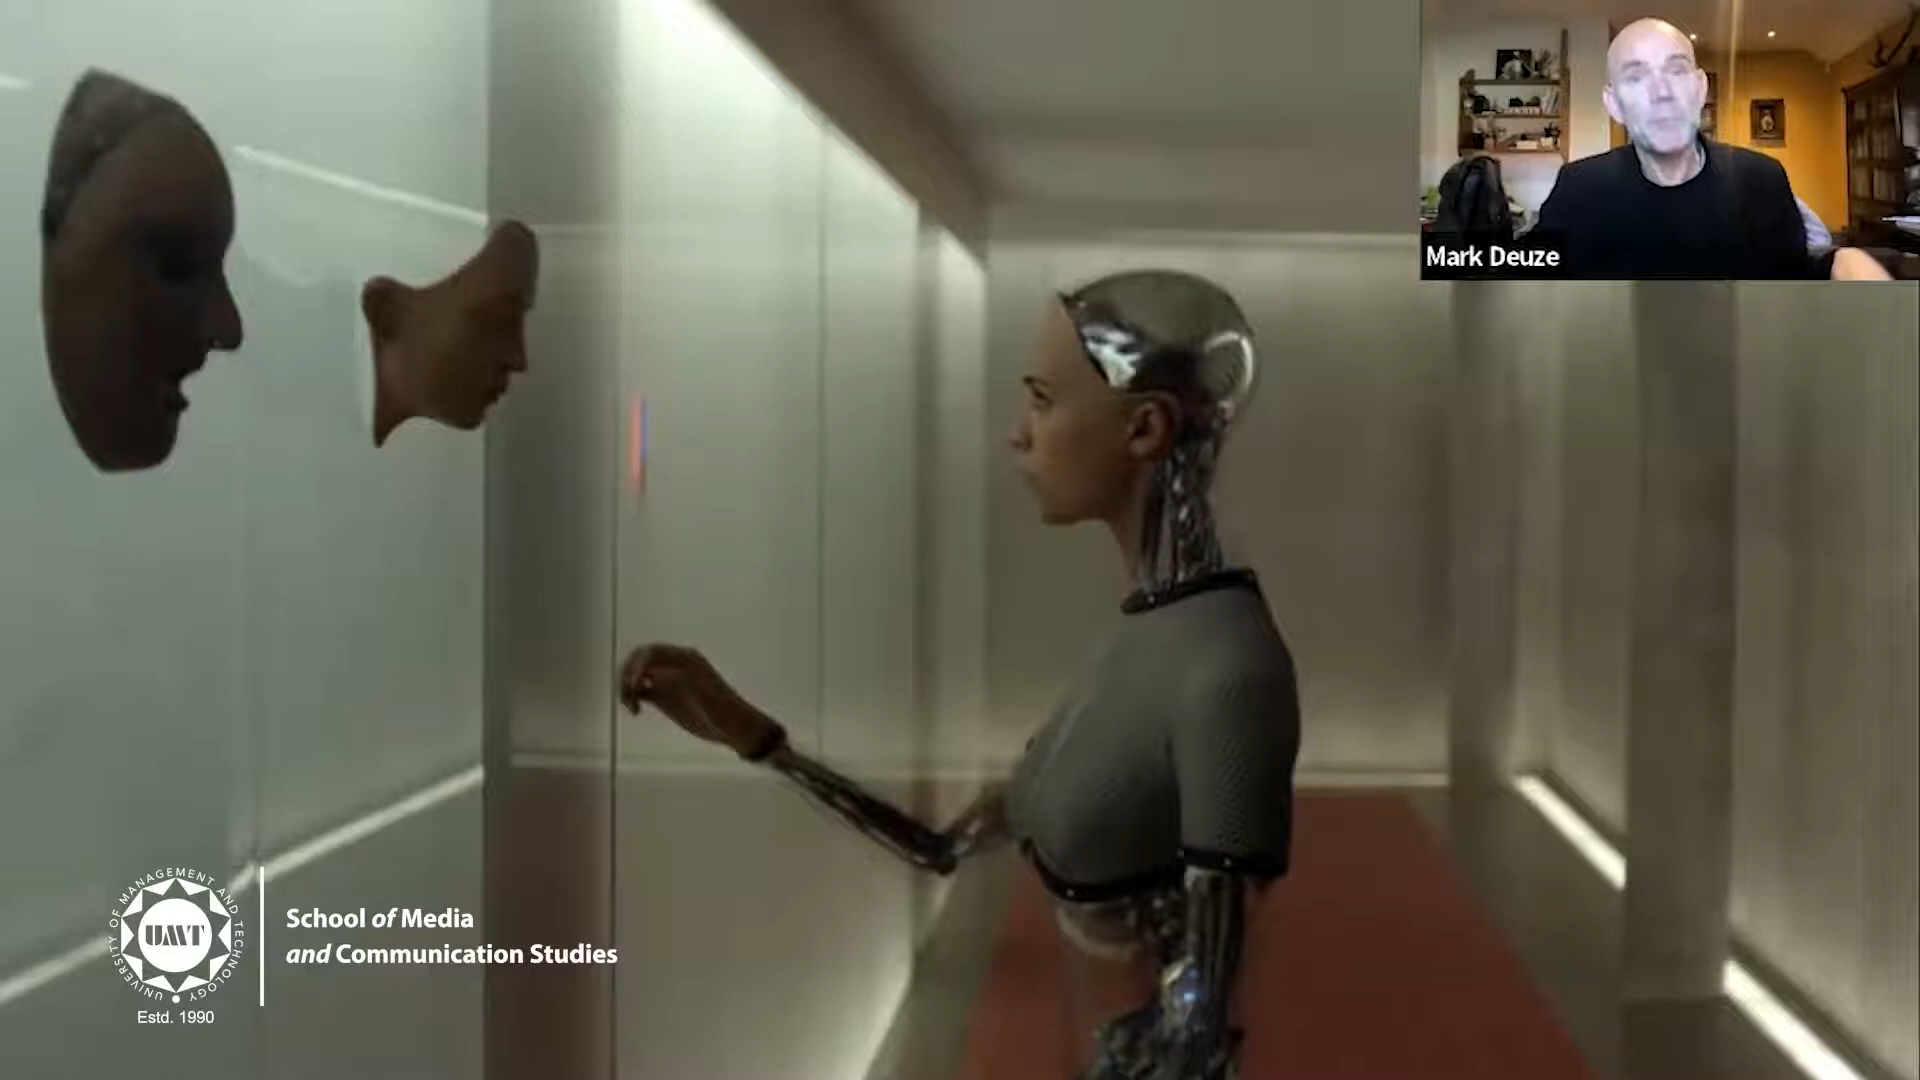 Mark Deuze
UNIVERSITY OF MANAGEMENT AND TECHNOLOGY
UMT
School of Media
and Communication Studies
Estd. 1990